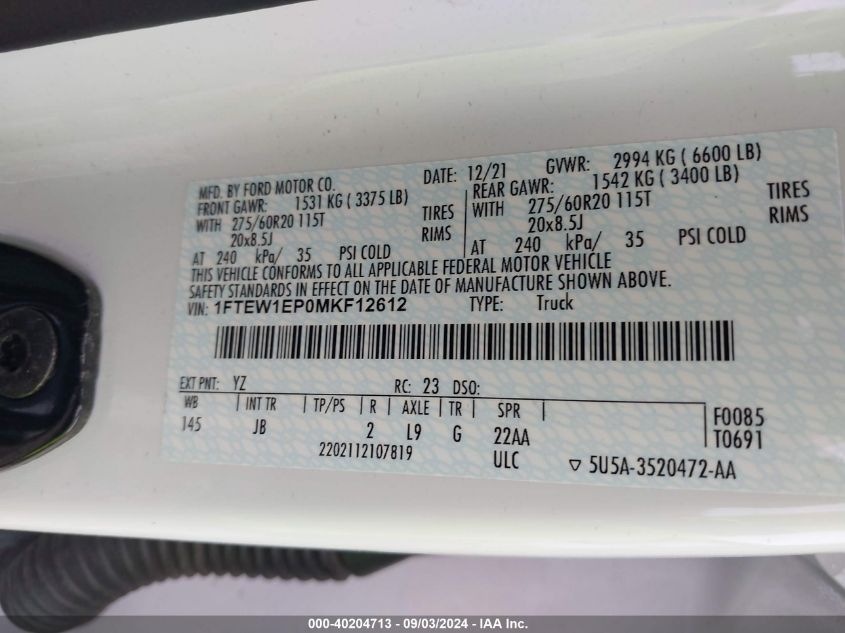 MFD. BY FORD MOTOR CO. DATE: 12/21 GVWR: 2994 KG ( 6600 LB)
FRONT GAWR: 1531 KG ( 3375 LB) REAR GAWR: 1542 KG ( 3400 LB)
WITH 275/60R20 115T TIRES WITH 275/60R20 115T TIRES
20x8.5J RIMS 20x8.5J RIMS
AT 240 kPa/ 35 PSI COLD AT 240 kPa/ 35 PSI COLD
THIS VEHICLE CONFORMS TO ALL APPLICABLE FEDERAL MOTOR VEHICLE
SAFETY STANDARDS IN EFFECT ON THE DATE OF MANUFACTURE SHOWN ABOVE.
VIN: 1FTEW1EP0MKF12612 TYPE: Truck
EXT PNT: YZ RC: 23 DSO:
WB INT TR TP/PS R AXLE TR SPR F0085
145 JB 2 L9 G 22AA T0691
2202112107819 ULC 5U5A-3520472-AA
000-40204713 - 09/03/2024 - IAA Inc.